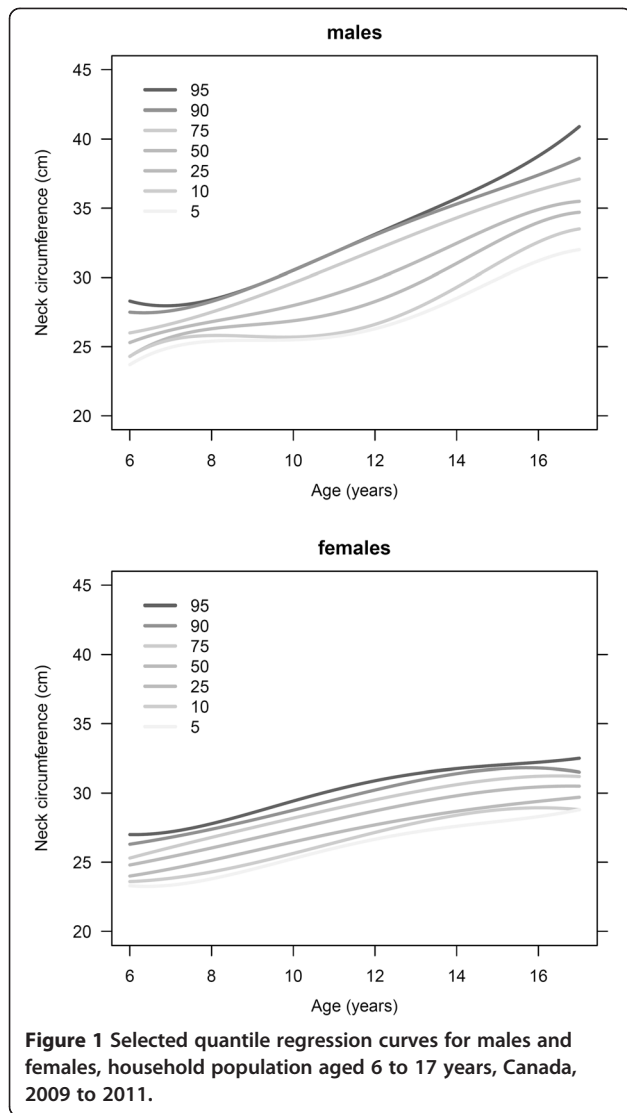 males
45
40
35
30
25
20
Neck circumference (cm)
95
90
75
50
25
10
5
6 8 10 12 14 16
Age (years)
females
45
40
35
30
25
20
Neck circumference (cm)
95
90
75
50
25
10
5
6 8 10 12 14 16
Age (years)
Figure 1 Selected quantile regression curves for males and
females, household population aged 6 to 17 years, Canada,
2009 to 2011.